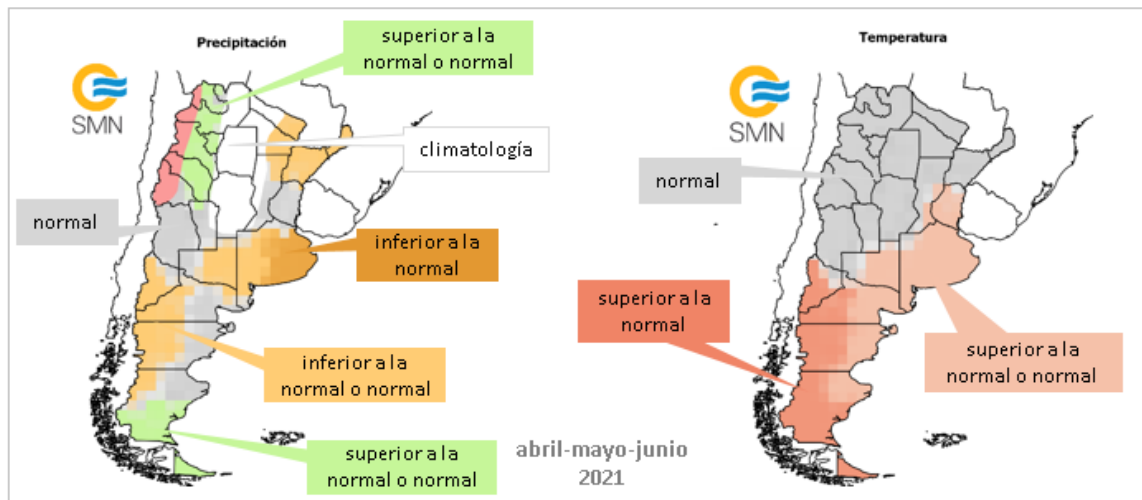 Precipitación
SMN
superior a la
normal o normal
climatología
normal
inferior a la
normal
inferior a la
normal o normal
superior a la
normal o normal
abril-mayo-junio
2021
Temperatura
SMN
normal
superior a la
normal
superior a la
normal o normal